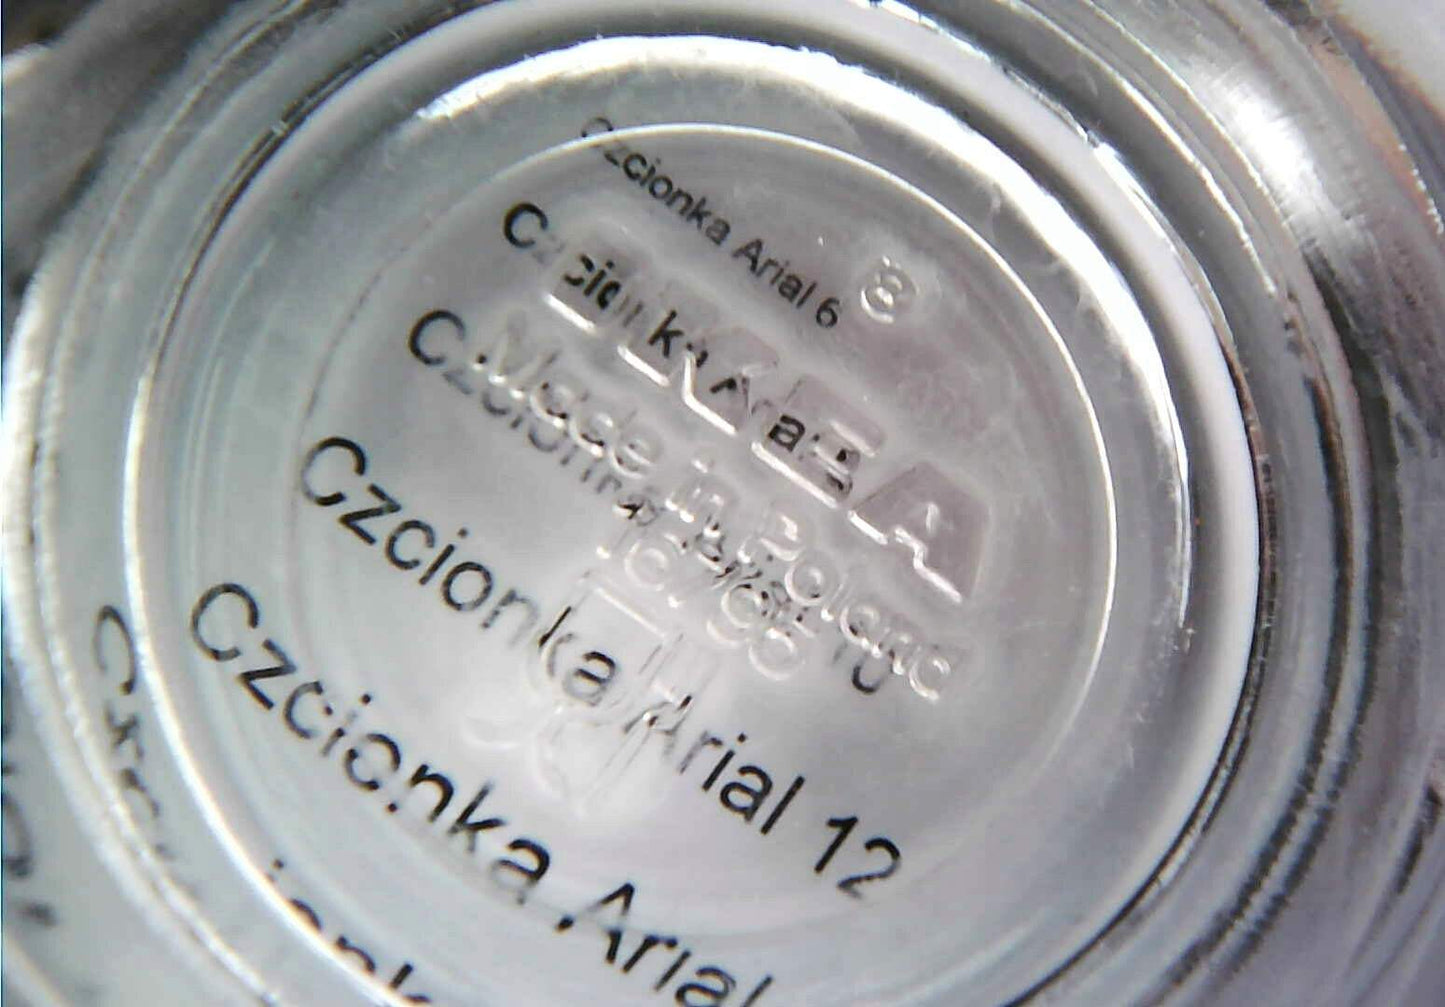 Czcionka Arial 6
8
Czcionka Arial 8
IKEA
Made in Poland
Czcionka Arial 10
Czcionka Arial 12
Czcionka Arial